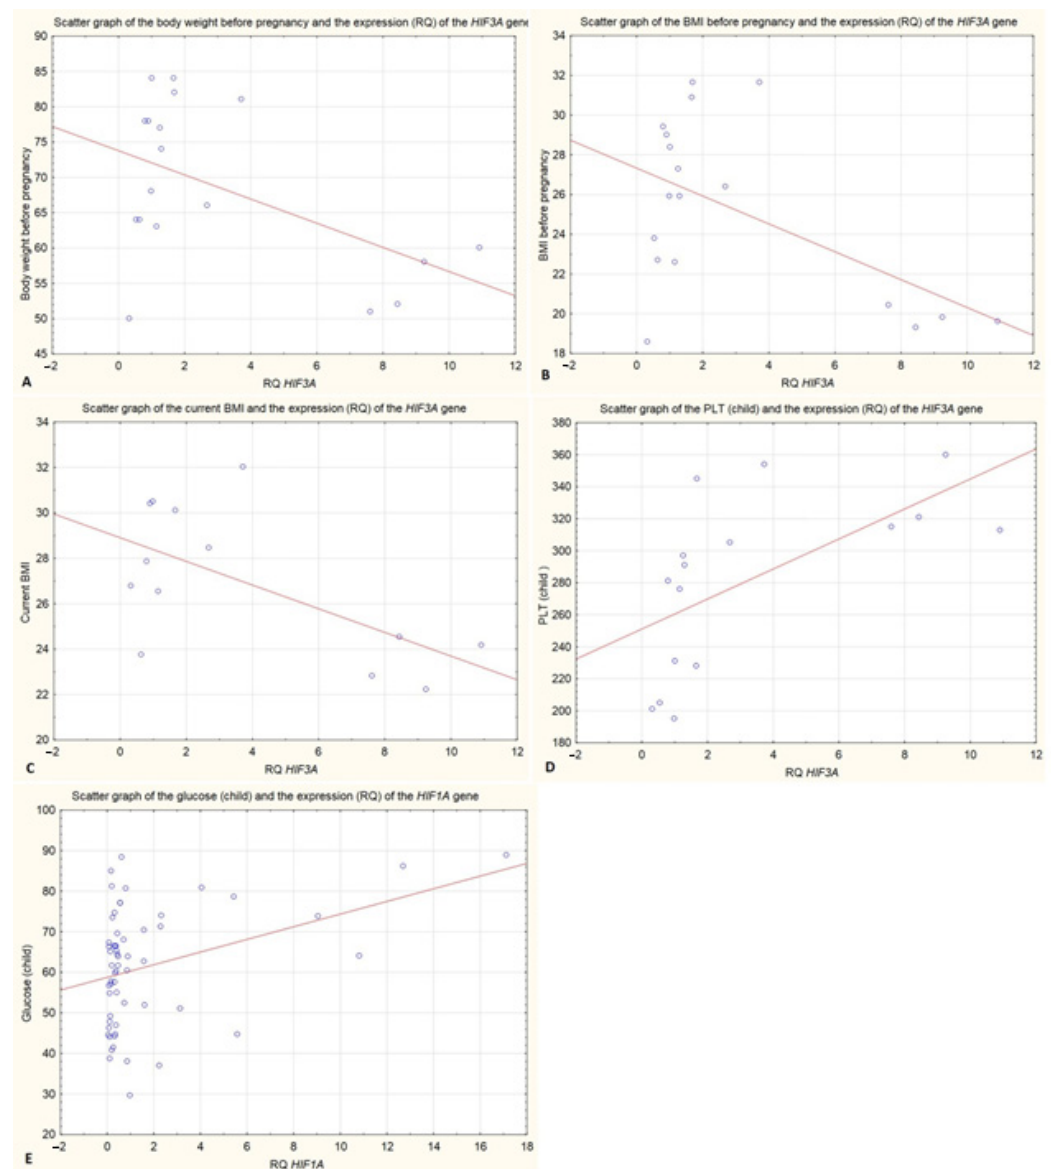 Scatter graph of the body weight before pregnancy and the expression (RQ) of the HIF3A gene
90
85
80
75
70
65
60
55
50
45
Body weight before pregnancy
−2 0 2 4 6 8 10 12
RQ HIF3A
A
Scatter graph of the BMI before pregnancy and the expression (RQ) of the HIF3A gene
34
32
30
28
26
24
22
20
18
BMI before pregnancy
−2 0 2 4 6 8 10 12
RQ HIF3A
B
Scatter graph of the current BMI and the expression (RQ) of the HIF3A gene
34
32
30
28
26
24
22
20
Current BMI
−2 0 2 4 6 8 10 12
RQ HIF3A
C
Scatter graph of the PLT (child) and the expression (RQ) of the HIF3A gene
380
360
340
320
300
280
260
240
220
200
180
PLT (child )
−2 0 2 4 6 8 10 12
RQ HIF3A
D
Scatter graph of the glucose (child) and the expression (RQ) of the HIF1A gene
100
90
80
70
60
50
40
30
20
Glucose (child)
−2 0 2 4 6 8 10 12 14 16 18
RQ HIF1A
E